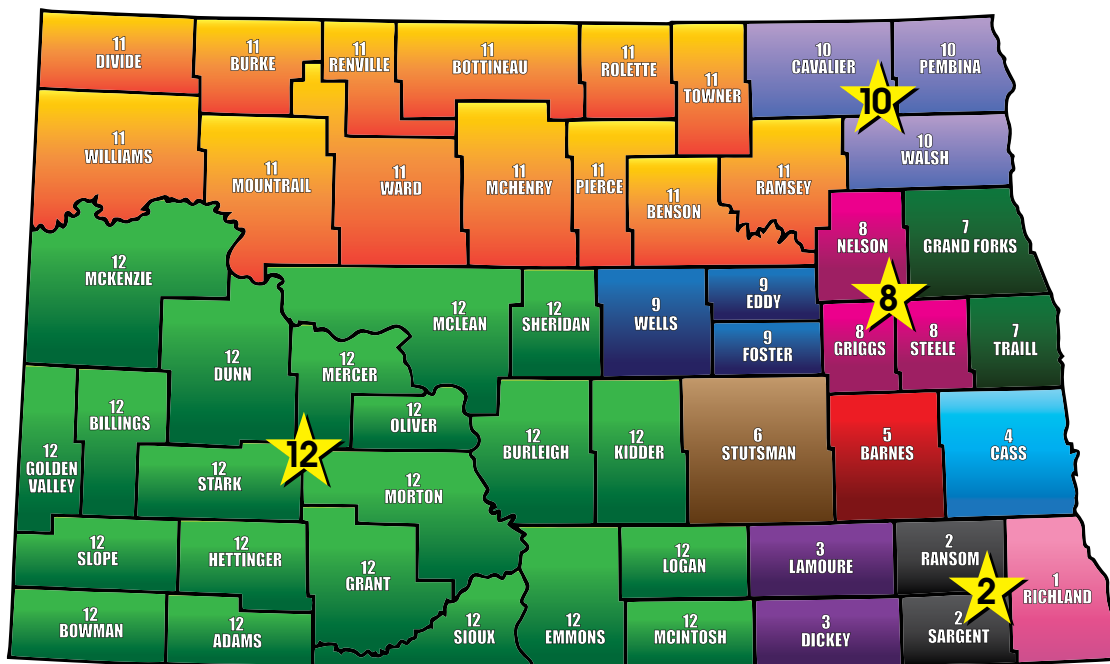 11
DIVIDE
11
BURKE
11
RENVILLE
11
BOTTINEAU
11
ROLETTE
11
TOWNER
10
CAVALIER
10
PEMBINA
10
11
WILLIAMS
11
MOUNTRAIL
11
WARD
11
MCHENRY
11
PIERCE
11
BENSON
11
RAMSEY
10
WALSH
12
MCKENZIE
8
NELSON
7
GRAND FORKS
8
12
DUNN
12
MCLEAN
12
MERCER
12
SHERIDAN
9
WELLS
9
EDDY
9
FOSTER
8
GRIGGS
8
STEELE
7
TRAILL
12
GOLDEN
VALLEY
12
BILLINGS
12
STARK
12
12
OLIVER
12
MORTON
12
BURLEIGH
12
KIDDER
6
STUTSMAN
5
BARNES
4
CASS
12
SLOPE
12
HETTINGER
12
GRANT
12
LOGAN
3
LAMOURE
2
RANSOM
2
1
RICHLAND
12
BOWMAN
12
ADAMS
12
SIOUX
12
EMMONS
12
MCINTOSH
3
DICKEY
2
SARGENT